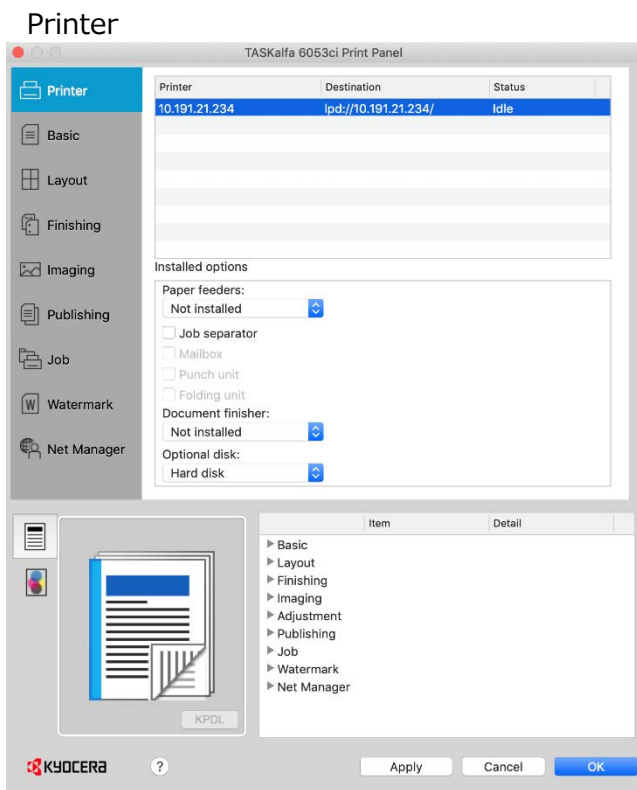 Printer
TASKalfa 6053ci Print Panel
Printer
Basic
Layout
Finishing
Imaging
Publishing
Job
Watermark
Net Manager
Printer Destination Status
10.191.21.234 lpd://10.191.21.234/ Idle
Installed options
Paper feeders:
Not installed
Job separator
Mailbox
Punch unit
Folding unit
Document finisher:
Not installed
Optional disk:
Hard disk
KPDL
Item Detail
Basic
Layout
Finishing
Imaging
Adjustment
Publishing
Job
Watermark
Net Manager
KYOCERA
?
Apply Cancel OK